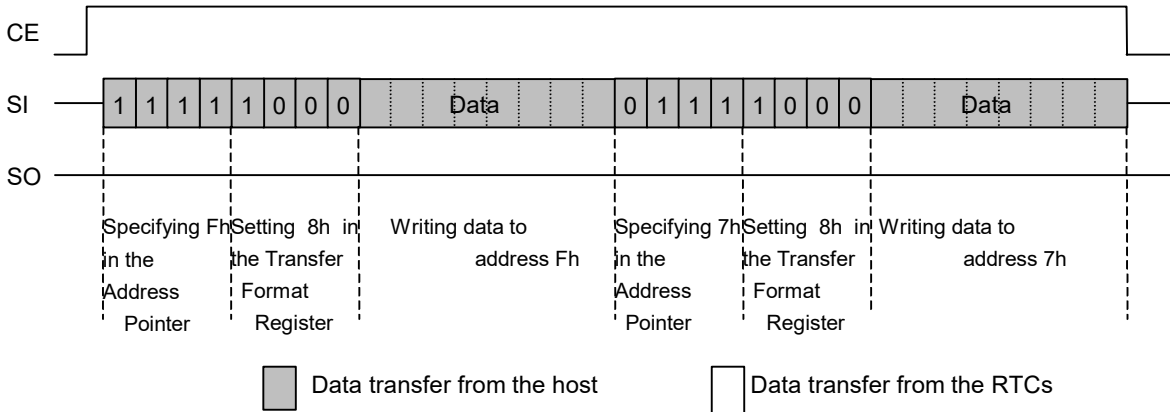 CE
SI 1 1 1 1 1 0 0 0 Data 0 1 1 1 1 0 0 0 Data
SO
Specifying Fh Setting 8h in Writing data to Specifying 7h Setting 8h in Writing data to
in the the Transfer address Fh in the the Transfer address 7h
Address Format Address Format
Pointer Register Pointer Register
Data transfer from the host Data transfer from the RTCs